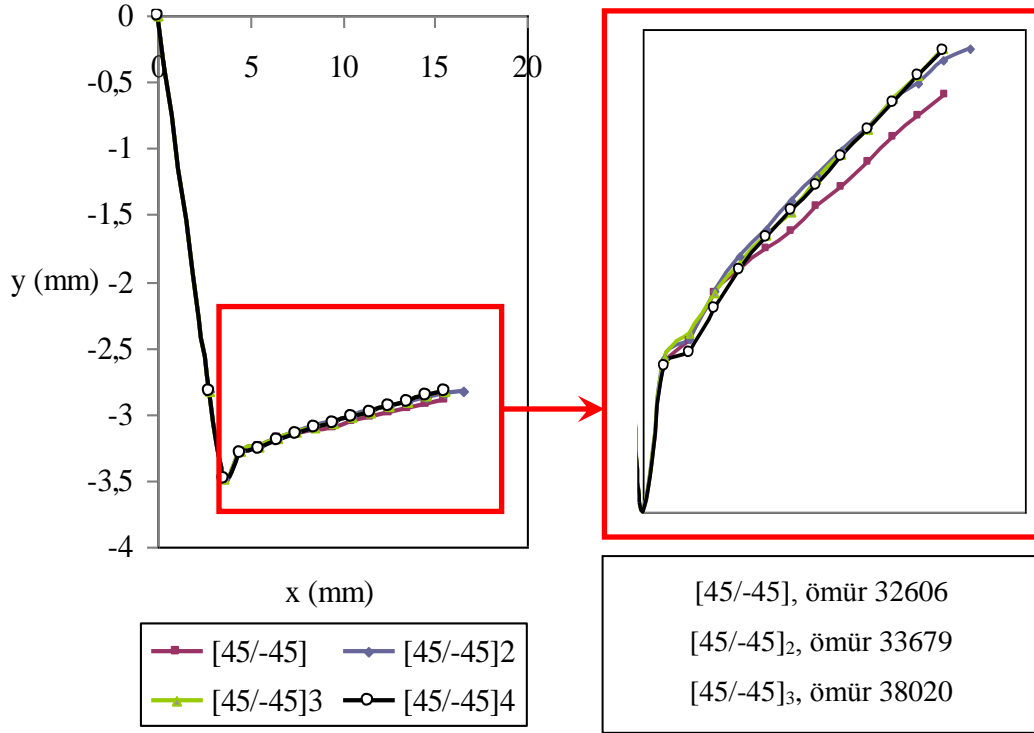 0
0 5 10 15 20
-0,5
-1
-1,5
y (mm)
-2
-2,5
-3
-3,5
-4
x (mm)
[45/-45] [45/-45]2
[45/-45]3 [45/-45]4
[45/-45], ömür 32606
[45/-45]₂, ömür 33679
[45/-45]₃, ömür 38020